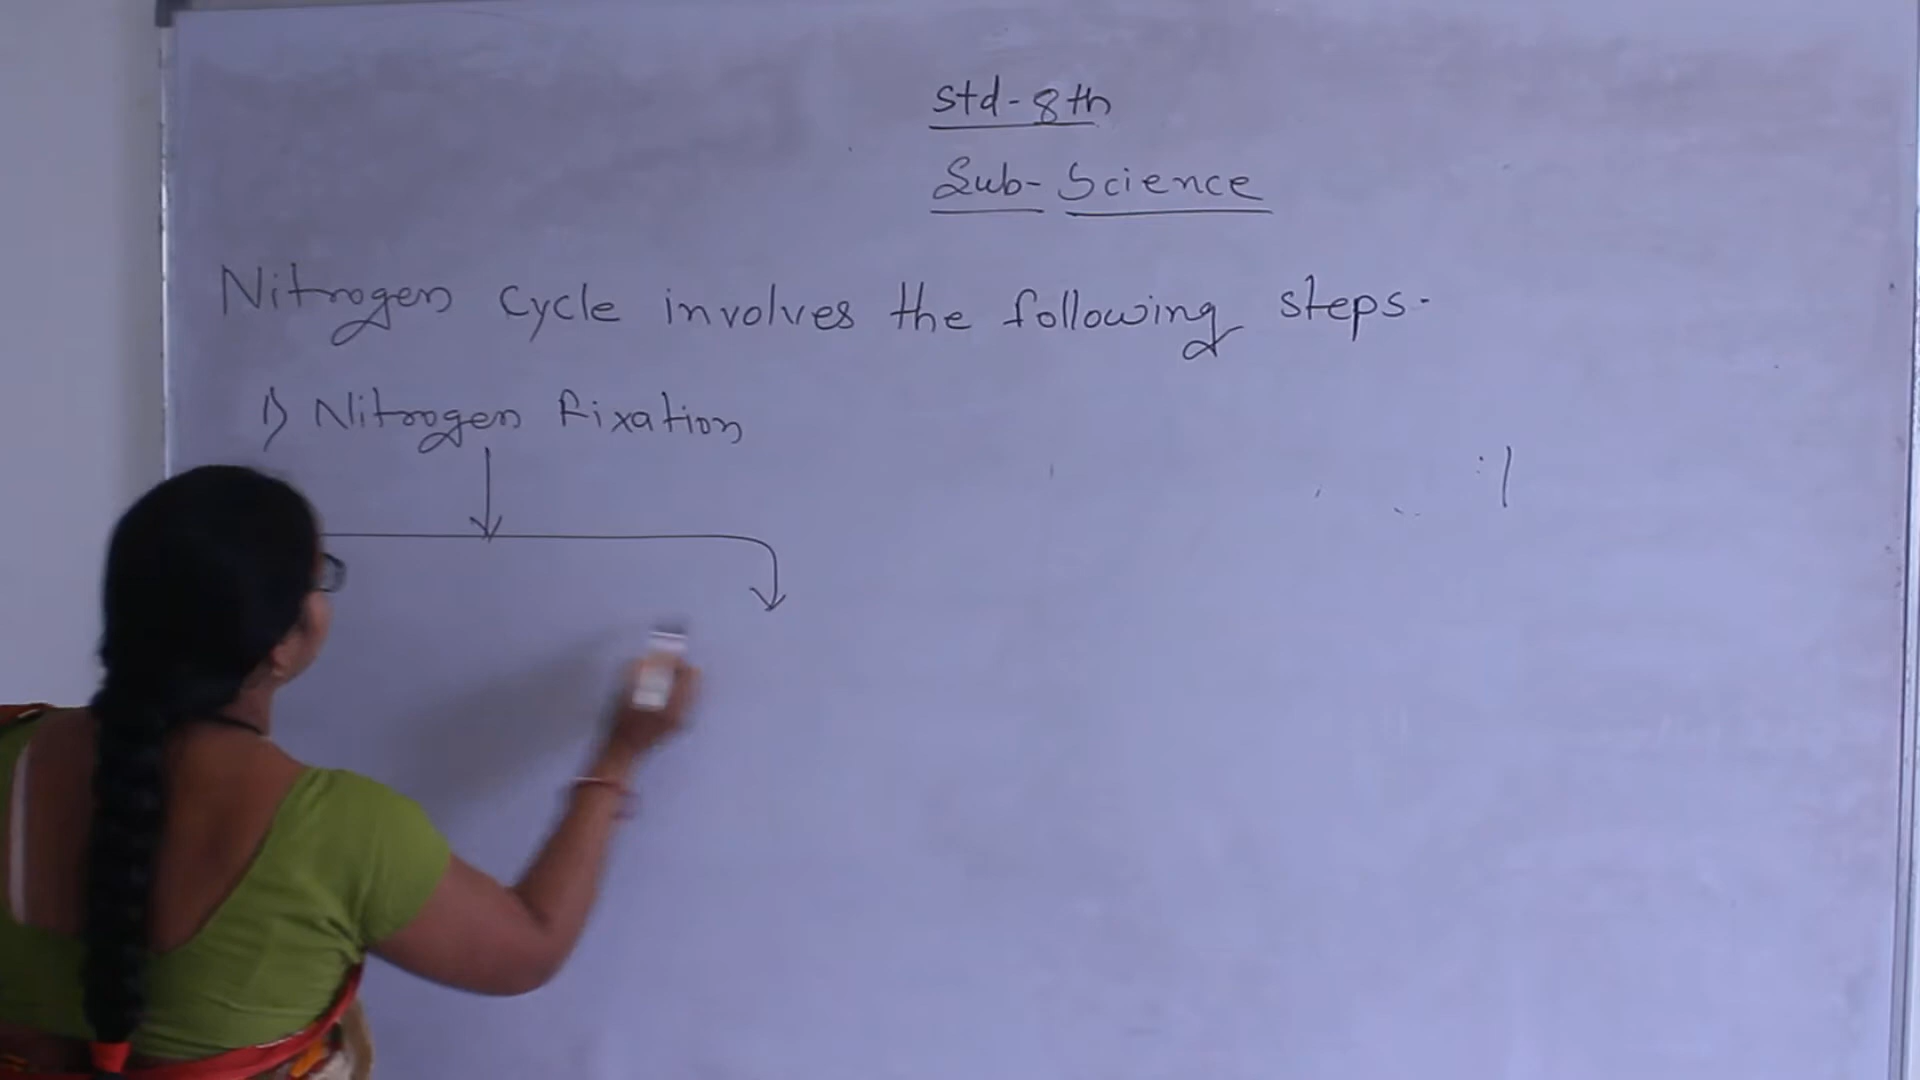 Std-8th
Sub-Science
Nitrogen cycle involves the following steps.
1) Nitrogen fixation